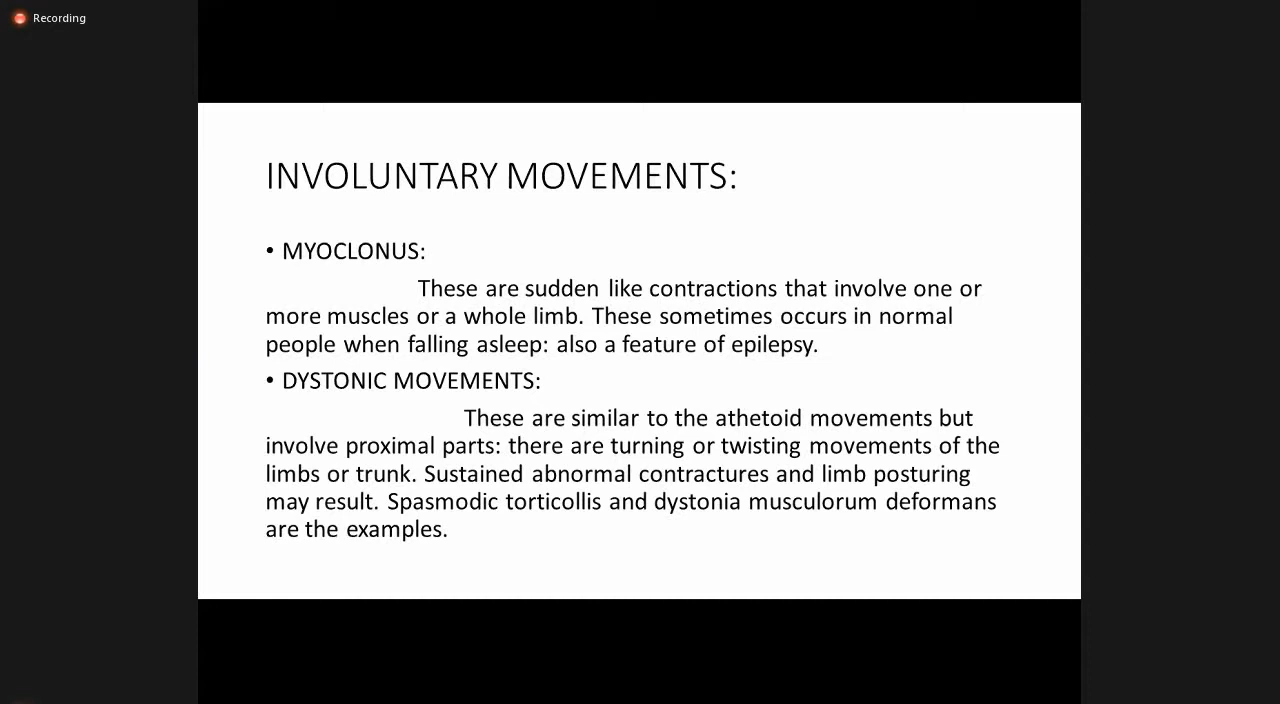 Recording
INVOLUNTARY MOVEMENTS:
• MYOCLONUS:
These are sudden like contractions that involve one or
more muscles or a whole limb. These sometimes occurs in normal
people when falling asleep: also a feature of epilepsy.
• DYSTONIC MOVEMENTS:
These are similar to the athetoid movements but
involve proximal parts: there are turning or twisting movements of the
limbs or trunk. Sustained abnormal contractures and limb posturing
may result. Spasmodic torticollis and dystonia musculorum deformans
are the examples.